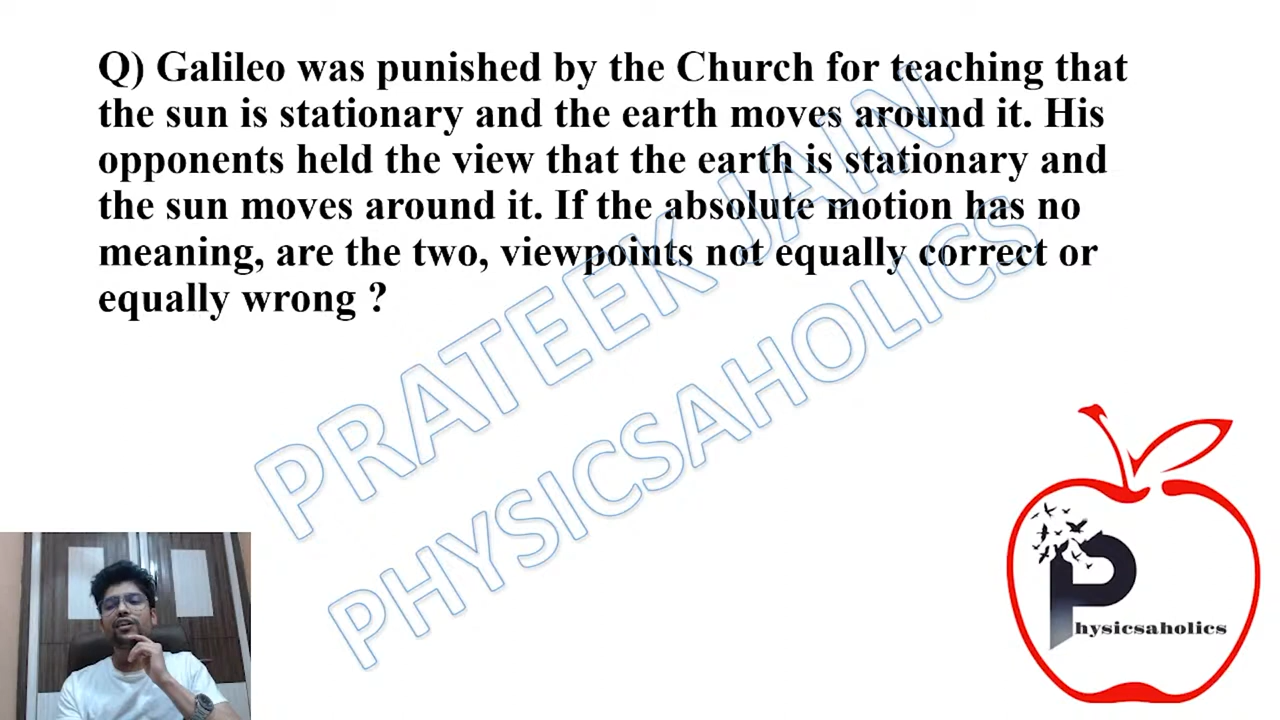 Q) Galileo was punished by the Church for teaching that
the sun is stationary and the earth moves around it. His
opponents held the view that the earth is stationary and
the sun moves around it. If the absolute motion has no
meaning, are the two, viewpoints not equally correct or
equally wrong ?
PRATEEK JAIN
PHYSICSAHOLICS
Physicsaholics